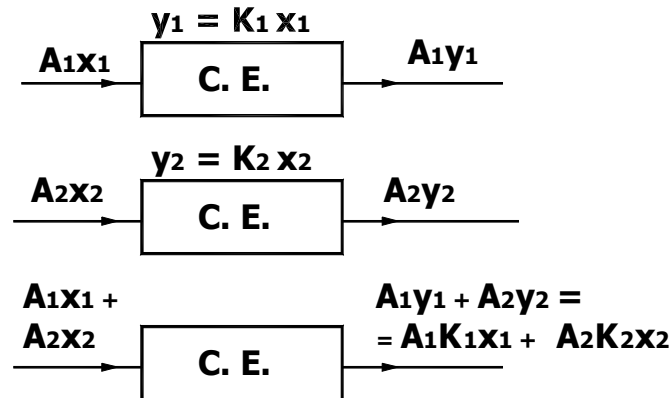 y1 = K1 x1
A1x1
C. E.
A1y1
y2 = K2 x2
A2x2
C. E.
A2y2
A1x1 +
A2x2
C. E.
A1y1 + A2y2 =
= A1K1x1 + A2K2x2